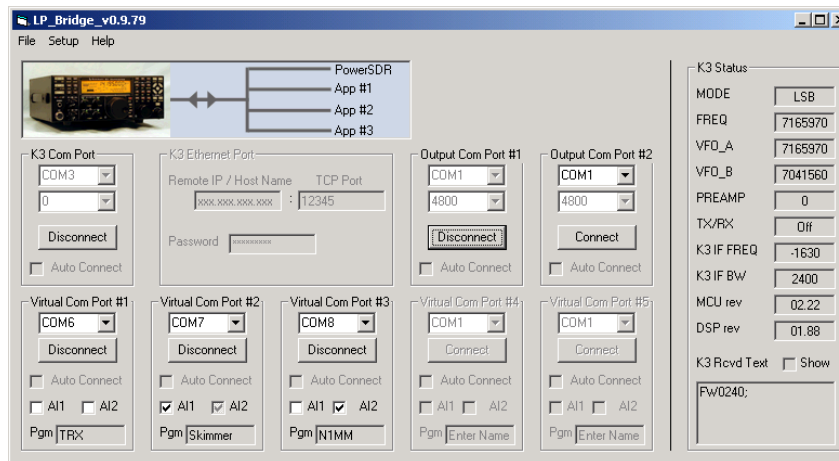 LP_Bridge_v0.9.79
File Setup Help
PowerSDR
App #1
App #2
App #3
K3 Com Port
COM3
0
Disconnect
Auto Connect
K3 Ethernet Port
Remote IP / Host Name TCP Port
xxx.xxx.xxx.xxx : 12345
Password xxxxxxxxx
Output Com Port #1
COM1
4800
Disconnect
Auto Connect
Output Com Port #2
COM1
4800
Connect
Auto Connect
Virtual Com Port #1
COM6
Disconnect
Auto Connect
AI1 AI2
Pgm TRX
Virtual Com Port #2
COM7
Disconnect
Auto Connect
AI1 AI2
Pgm Skimmer
Virtual Com Port #3
COM8
Disconnect
Auto Connect
AI1 AI2
Pgm N1MM
Virtual Com Port #4
COM1
Connect
Auto Connect
AI1 AI2
Pgm Enter Name
Virtual Com Port #5
COM1
Connect
Auto Connect
AI1 AI2
Pgm Enter Name
K3 Status
MODE LSB
FREQ 7165970
VFO_A 7165970
VFO_B 7041560
PREAMP 0
TX/RX Off
K3 IF FREQ -1630
K3 IF BW 2400
MCU rev 02.22
DSP rev 01.88
K3 Rcvd Text Show
FW0240;